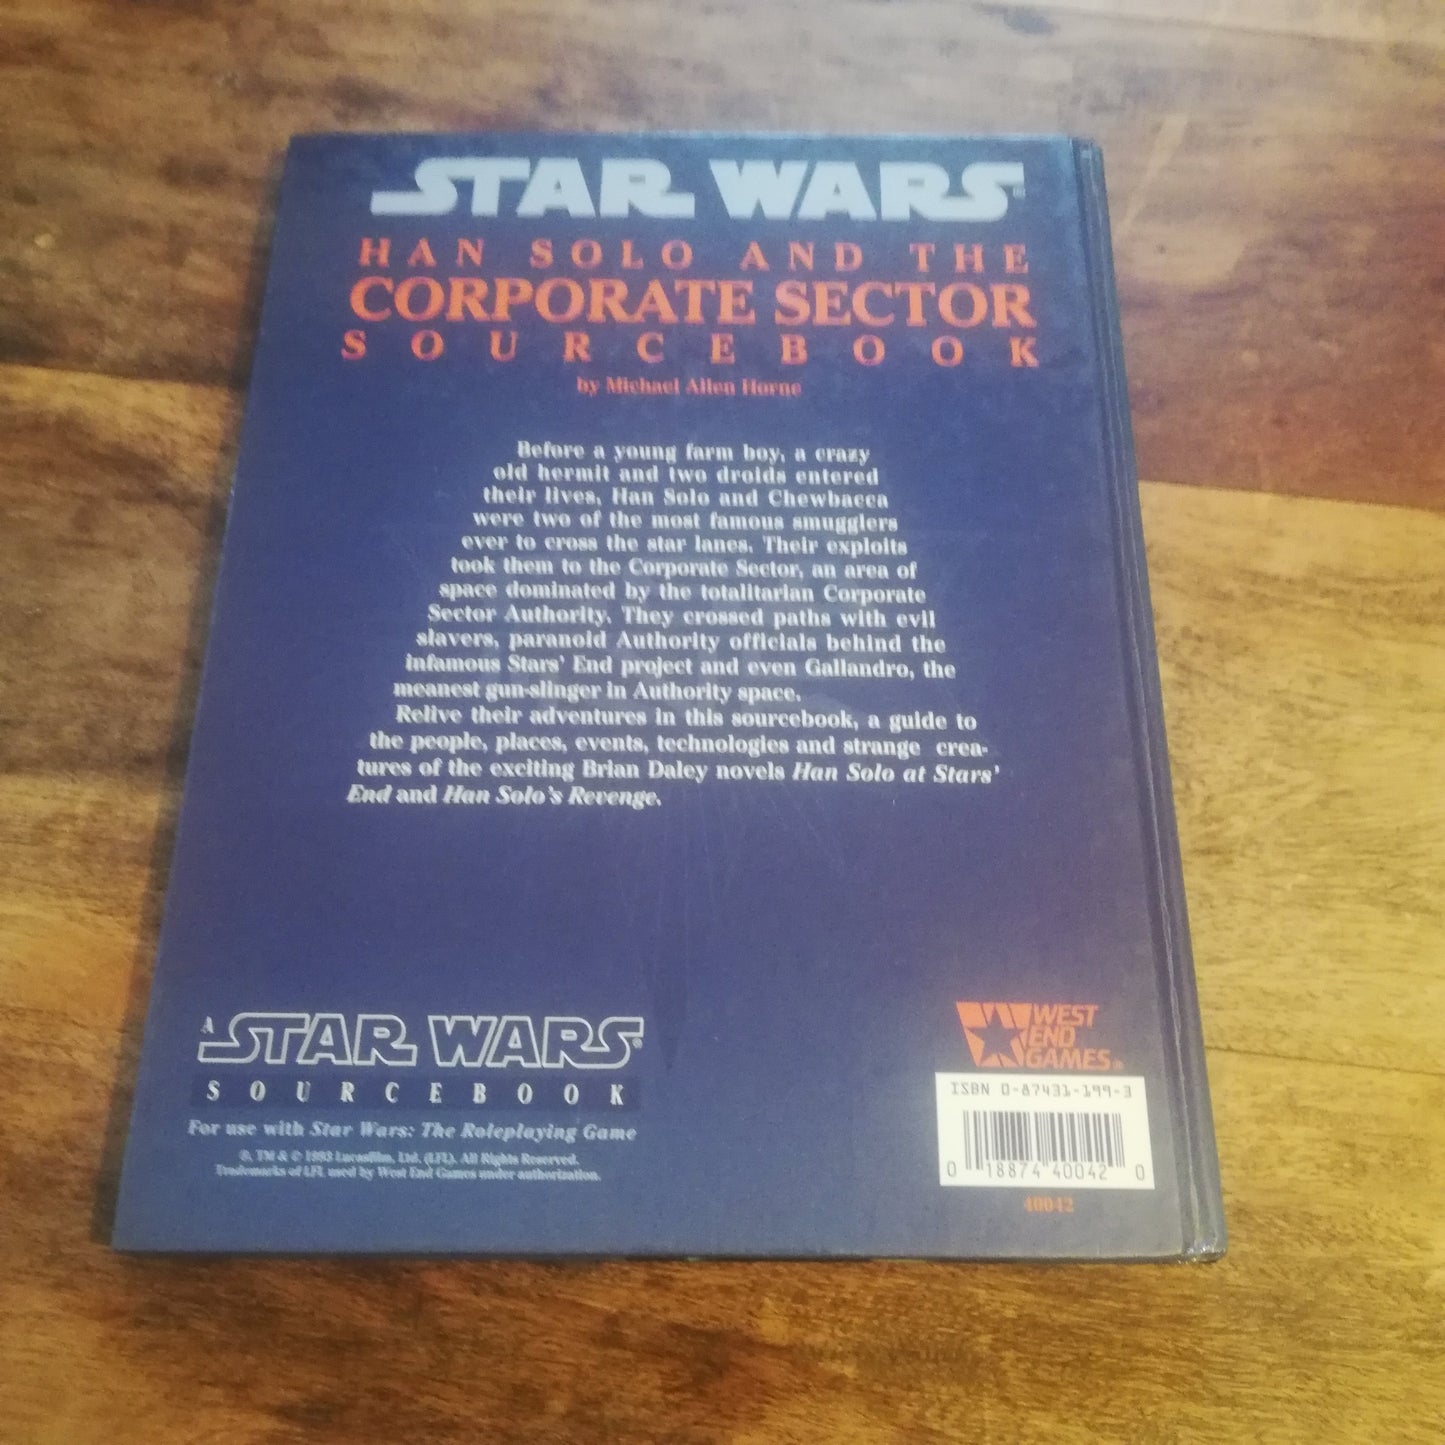 STAR WARS®
HAN SOLO AND THE
CORPORATE SECTOR
SOURCEBOOK
by Michael Allen Horne
Before a young farm boy, a crazy
old hermit and two droids entered
their lives, Han Solo and Chewbacca
were two of the most famous smugglers
ever to cross the star lanes. Their exploits
took them to the Corporate Sector, an area of
space dominated by the totalitarian Corporate
Sector Authority. They crossed paths with evil
slavers, paranoid Authority officials behind the
infamous Stars' End project and even Gallandro, the
meanest gun-slinger in Authority space.
Relive their adventures in this sourcebook, a guide to
the people, places, events, technologies and strange crea-
tures of the exciting Brian Daley novels Han Solo at Stars'
End and Han Solo's Revenge.
A STAR WARS®
SOURCEBOOK
For use with Star Wars: The Roleplaying Game
®, TM & © 1993 Lucasfilm, Ltd. (LFL). All Rights Reserved.
Trademarks of LFL used by West End Games under authorization.
WEST
END
GAMES®
ISBN 0-87431-199-3
0 18874 40042 0
40042